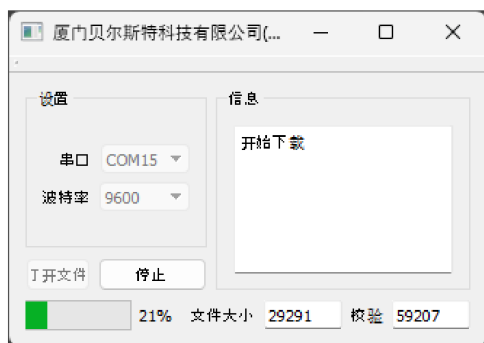 厦门贝尔斯特科技有限公司(...
设置
信息
串口 COM15
波特率 9600
开始下载
打开文件 停止
21% 文件大小 29291 校验 59207